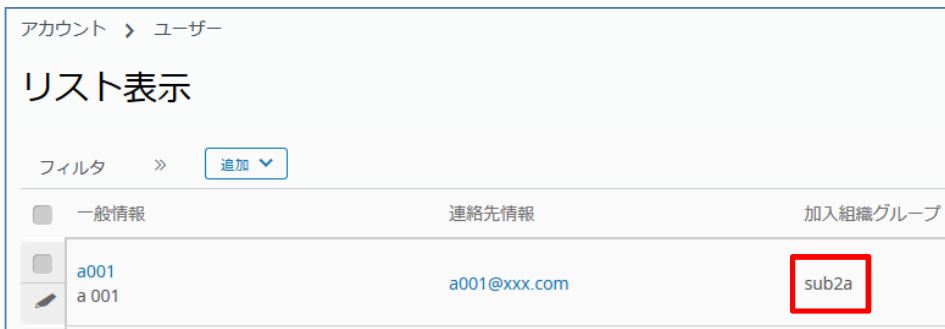 アカウント > ユーザー
リスト表示
フィルタ » 追加
一般情報 連絡先情報 加入組織グループ
a001 a001@xxx.com sub2a
a 001